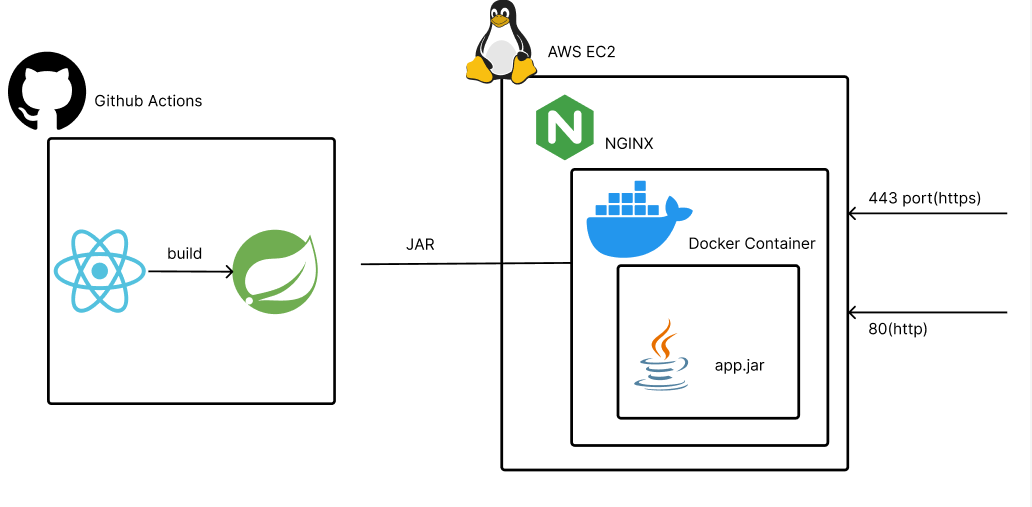 AWS EC2
Github Actions
NGINX
443 port(https)
build
JAR
Docker Container
80(http)
app.jar